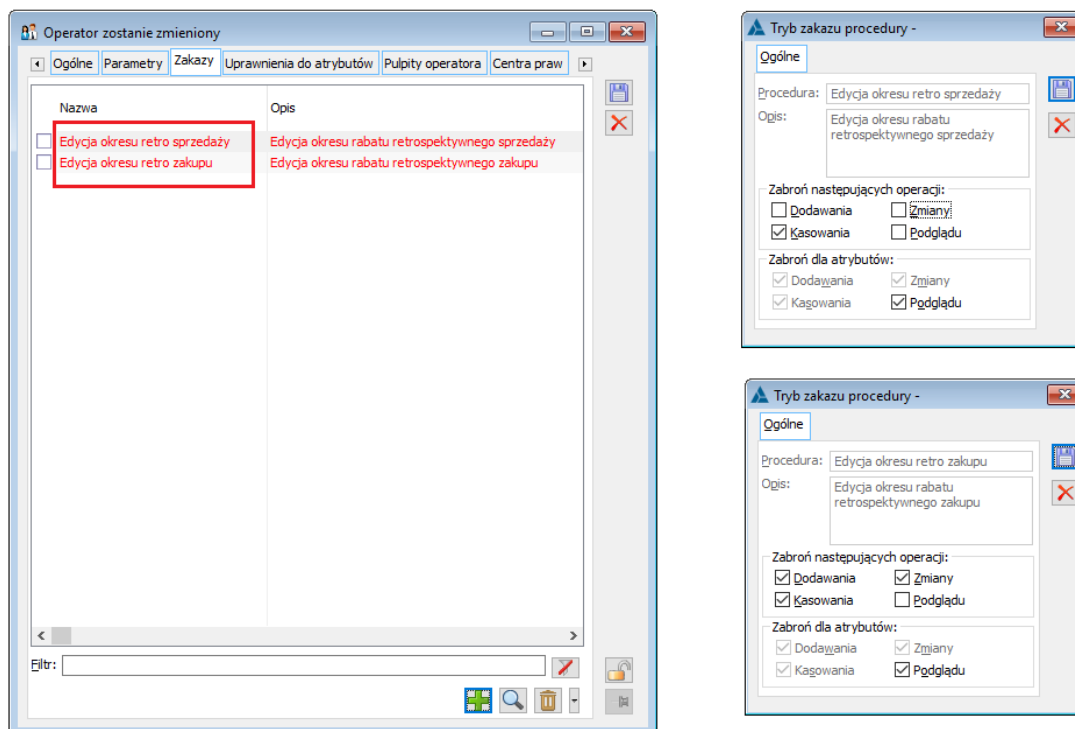 Operator zostanie zmieniony
Ogólne Parametry Zakazy Uprawnienia do atrybutów Pulpity operatora Centra praw
Nazwa Opis
Edycja okresu retro sprzedaży Edycja okresu rabatu retrospektywnego sprzedaży
Edycja okresu retro zakupu Edycja okresu rabatu retrospektywnego zakupu
Filtr:
Tryb zakazu procedury -
Ogólne
Procedura: Edycja okresu retro sprzedaży
Opis: Edycja okresu rabatu
retrospektywnego sprzedaży
Zabroń następujących operacji:
Dodawania Zmiany
Kasowania Podglądu
Zabroń dla atrybutów:
Dodawania Zmiany
Kasowania Podglądu
Tryb zakazu procedury -
Ogólne
Procedura: Edycja okresu retro zakupu
Opis: Edycja okresu rabatu
retrospektywnego zakupu
Zabroń następujących operacji:
Dodawania Zmiany
Kasowania Podglądu
Zabroń dla atrybutów:
Dodawania Zmiany
Kasowania Podglądu